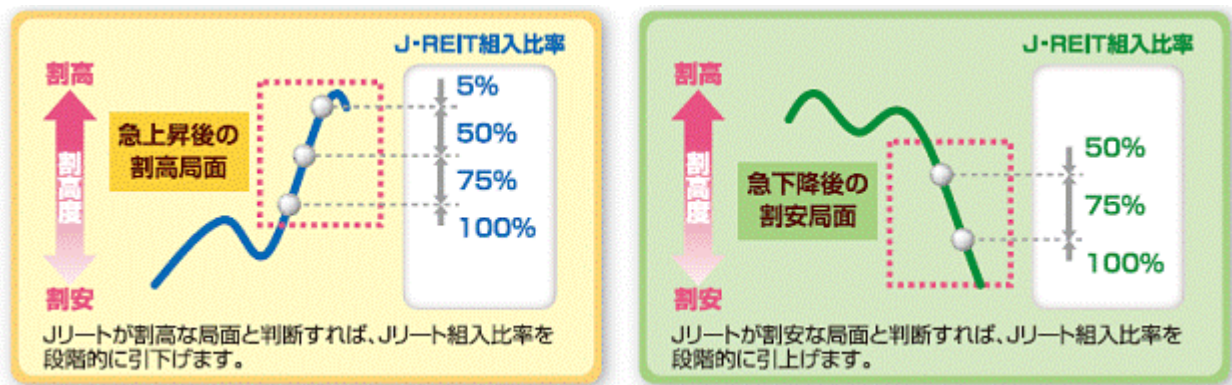 J-REIT組入比率
割高
割高度
割安
急上昇後の
割高局面
5%
50%
75%
100%
Jリートが割高な局面と判断すれば、Jリート組入比率を
段階的に引下げます。
J-REIT組入比率
割高
割高度
割安
急下降後の
割安局面
50%
75%
100%
Jリートが割安な局面と判断すれば、Jリート組入比率を
段階的に引上げます。